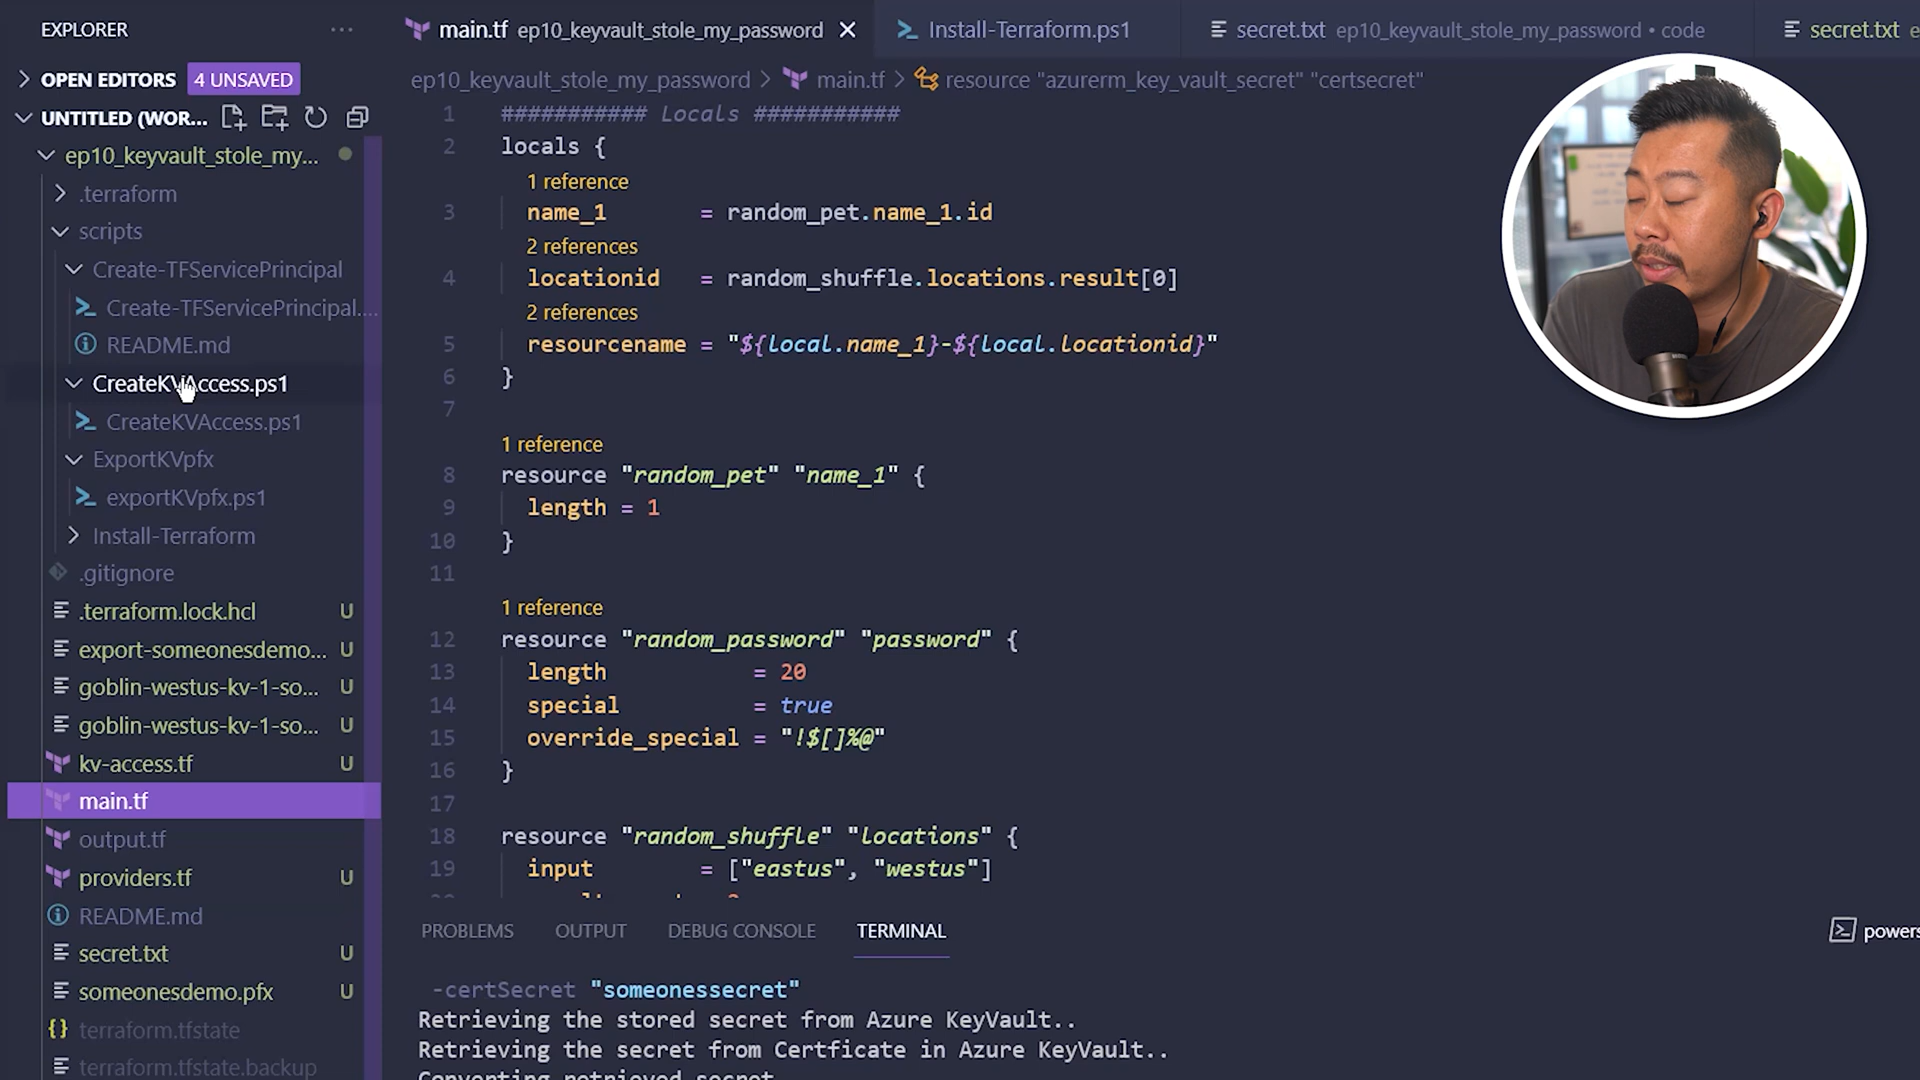 EXPLORER
main.tf ep10_keyvault_stole_my_password
Install-Terraform.ps1
secret.txt ep10_keyvault_stole_my_password • code
secret.txt e
OPEN EDITORS 4 UNSAVED
UNTITLED (WOR...
ep10_keyvault_stole_my...
.terraform
scripts
Create-TFServicePrincipal
Create-TFServicePrincipal....
README.md
CreateKVAccess.ps1
CreateKVAccess.ps1
ExportKVpfx
exportKVpfx.ps1
Install-Terraform
.gitignore
.terraform.lock.hcl U
export-someonesdemo... U
goblin-westus-kv-1-so... U
goblin-westus-kv-1-so... U
kv-access.tf U
main.tf
output.tf
providers.tf U
README.md
secret.txt U
someonesdemo.pfx U
terraform.tfstate
terraform.tfstate.backup
ep10_keyvault_stole_my_password > main.tf > resource "azurerm_key_vault_secret" "certsecret"
1 ########### Locals ###########
2 locals {
1 reference
3 name_1 = random_pet.name_1.id
2 references
4 locationid = random_shuffle.locations.result[0]
2 references
5 resourcename = "${local.name_1}-${local.locationid}"
6 }
7
1 reference
8 resource "random_pet" "name_1" {
9 length = 1
10 }
11
1 reference
12 resource "random_password" "password" {
13 length = 20
14 special = true
15 override_special = "!$[]%@"
16 }
17
18 resource "random_shuffle" "locations" {
19 input = ["eastus", "westus"]
PROBLEMS OUTPUT DEBUG CONSOLE TERMINAL
powers
-certSecret "someonessecret"
Retrieving the stored secret from Azure KeyVault..
Retrieving the secret from Certficate in Azure KeyVault..
Converting retrieved secret